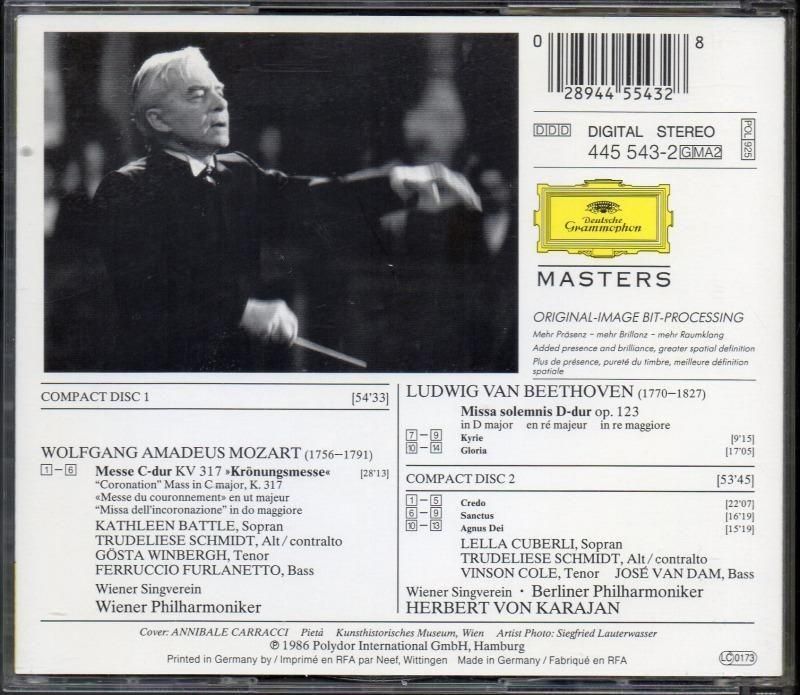 0 28944 55432 8
DDD DIGITAL STEREO
445 543-2 GMA2
POL 925
Deutsche
Grammophon
MASTERS
ORIGINAL-IMAGE BIT-PROCESSING
Mehr Präsenz – mehr Brillanz – mehr Raumklang
Added presence and brilliance, greater spatial definition
Plus de présence, pureté du timbre, meilleure définition
spatiale
COMPACT DISC 1 [54'33]
WOLFGANG AMADEUS MOZART (1756–1791)
1 – 6 Messe C-dur KV 317 »Krönungsmesse« [28'13]
"Coronation" Mass in C major, K. 317
«Messe du couronnement» en ut majeur
"Missa dell'incoronazione" in do maggiore
KATHLEEN BATTLE, Sopran
TRUDELIESE SCHMIDT, Alt / contralto
GÖSTA WINBERGH, Tenor
FERRUCCIO FURLANETTO, Bass
Wiener Singverein
Wiener Philharmoniker
LUDWIG VAN BEETHOVEN (1770–1827)
Missa solemnis D-dur op. 123
in D major en ré majeur in re maggiore
7 – 9 Kyrie [9'15]
10 – 14 Gloria [17'05]
COMPACT DISC 2 [53'45]
1 – 5 Credo [22'07]
6 – 9 Sanctus [16'19]
10 – 13 Agnus Dei [15'19]
LELLA CUBERLI, Sopran
TRUDELIESE SCHMIDT, Alt / contralto
VINSON COLE, Tenor JOSÉ VAN DAM, Bass
Wiener Singverein · Berliner Philharmoniker
HERBERT VON KARAJAN
Cover: ANNIBALE CARRACCI Pietà Kunsthistorisches Museum, Wien Artist Photo: Siegfried Lauterwasser
℗ 1986 Polydor International GmbH, Hamburg
Printed in Germany by / Imprimé en RFA par Neef, Wittingen Made in Germany / Fabriqué en RFA
LC 0173